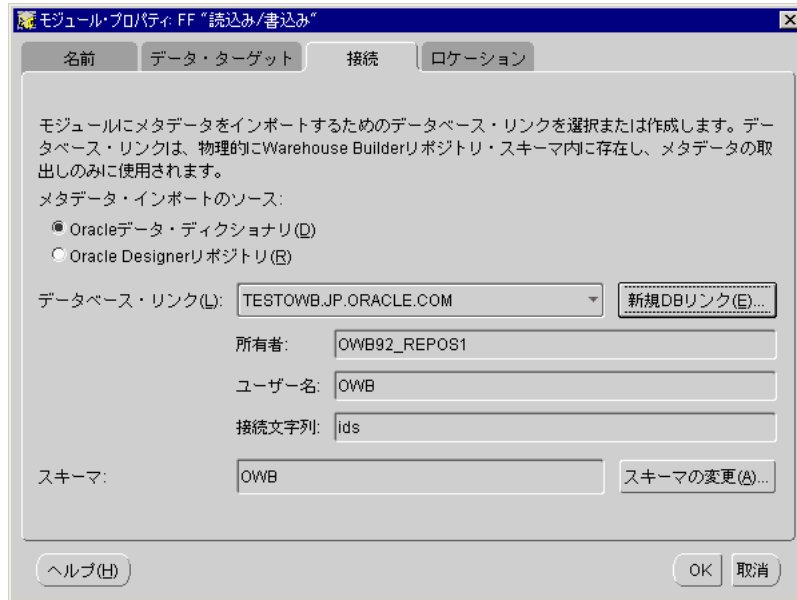 モジュール・プロパティ: FF "読込み/書込み"
名前 データ・ターゲット 接続 ロケーション
モジュールにメタデータをインポートするためのデータベース・リンクを選択または作成します。デー
タベース・リンクは、物理的にWarehouse Builderリポジトリ・スキーマ内に存在し、メタデータの取
出しのみに使用されます。
メタデータ・インポートのソース:
Oracleデータ・ディクショナリ(D)
Oracle Designerリポジトリ(R)
データベース・リンク(L): TESTOWB.JP.ORACLE.COM 新規DBリンク(E)...
所有者: OWB92_REPOS1
ユーザー名: OWB
接続文字列: ids
スキーマ: OWB スキーマの変更(A)...
ヘルプ(H) OK 取消